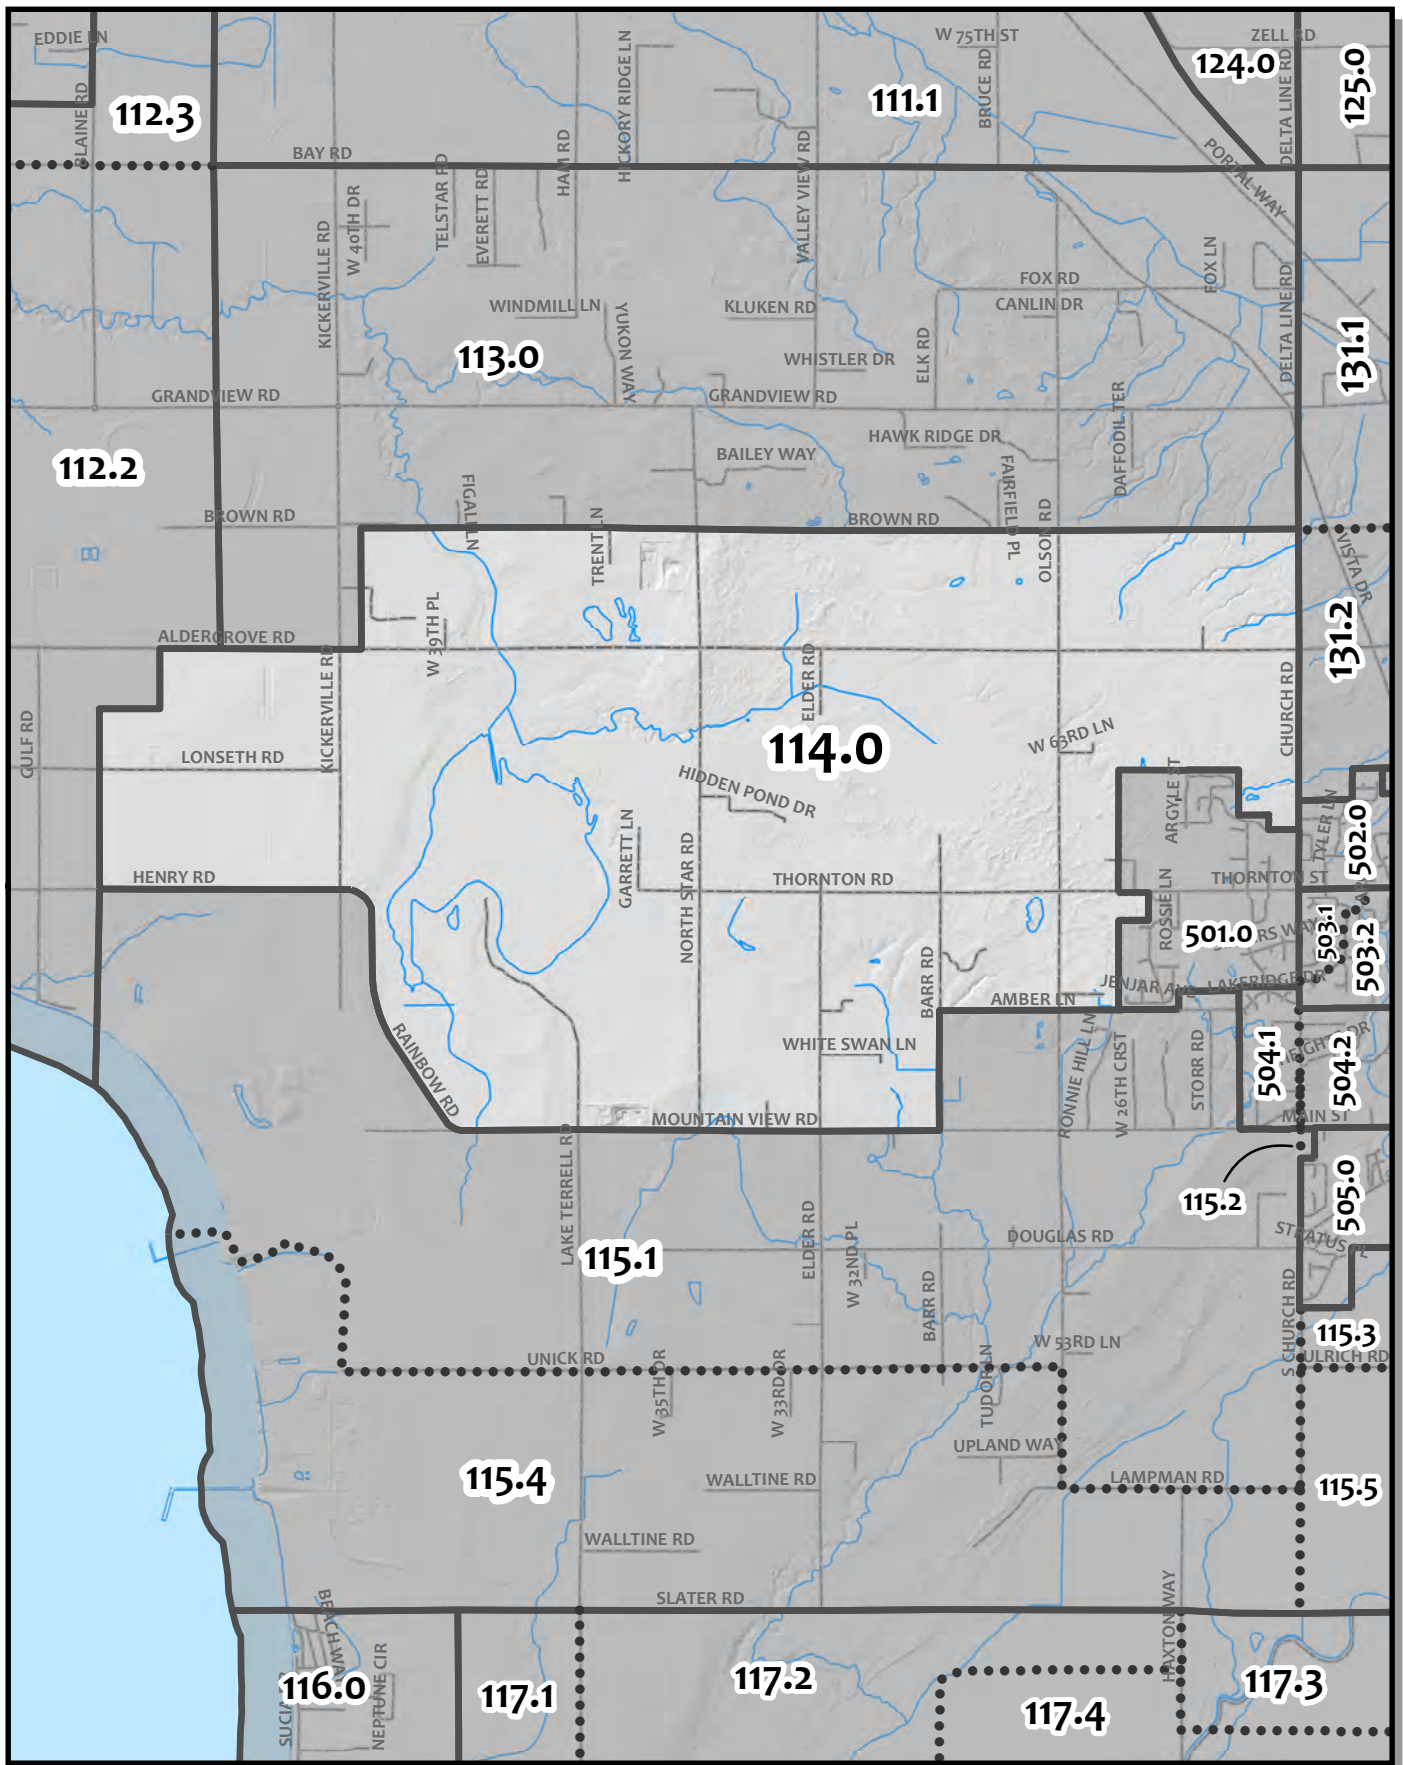 EDDIE LN
W 75TH ST
ZELL RD
124.0
125.0
112.3
111.1
BLAINE RD
HICKORY RIDGE LN
BRUCE RD
DELTA LINE RD
BAY RD
HAM RD
VALLEY VIEW RD
PORTAL WAY
W 40TH DR
TELSTAR RD
EVERETT RD
KICKERVILLE RD
FOX LN
FOX RD
WINDMILL LN
KLUKEN RD
CANLIN DR
DELTA LINE RD
YUKON WAY
113.0
WHISTLER DR
ELK RD
131.1
GRANDVIEW RD
GRANDVIEW RD
DAFFODIL TER
HAWK RIDGE DR
BAILEY WAY
112.2
FIGALI LN
FAIRFIELD PL
BROWN RD
BROWN RD
TRENT LN
OLSON RD
VISTA DR
W 39TH PL
131.2
ALDERGROVE RD
KICKERVILLE RD
ELDER RD
CHURCH RD
GULF RD
114.0
W 63RD LN
LONSETH RD
HIDDEN POND DR
ARGYLE ST
TYLER LN
502.0
GARRETT LN
NORTH STAR RD
HENRY RD
THORNTON RD
THORNTON ST
ROSSIE LN
501.0
RS WAY
503.1
503.2
BARR RD
JENJAR AVE
LAKERIDGE DR
AMBER LN
RAINBOW RD
WHITE SWAN LN
RONNIE HILL LN
W 26TH CRST
STORR RD
504.1
EIGHTS DR
504.2
MOUNTAIN VIEW RD
MAIN ST
LAKE TERRELL RD
115.2
505.0
115.1
ELDER RD
W 32ND PL
DOUGLAS RD
STRATUS PL
BARR RD
S CHURCH RD
W 53RD LN
115.3
UNICK RD
ULRICH RD
W 35TH DR
W 33RD DR
TUDOR LN
UPLAND WAY
115.4
WALLTINE RD
LAMPMAN RD
115.5
WALLTINE RD
SLATER RD
BEACH WA
HAXTON WAY
NEPTUNE CIR
116.0
117.1
117.2
117.3
SUCIA
117.4